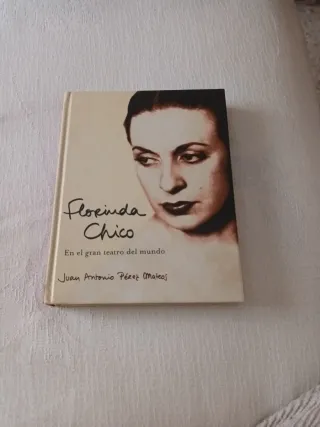 Florinda
Chico
En el gran teatro del mundo
Juan Antonio Pérez Mateos